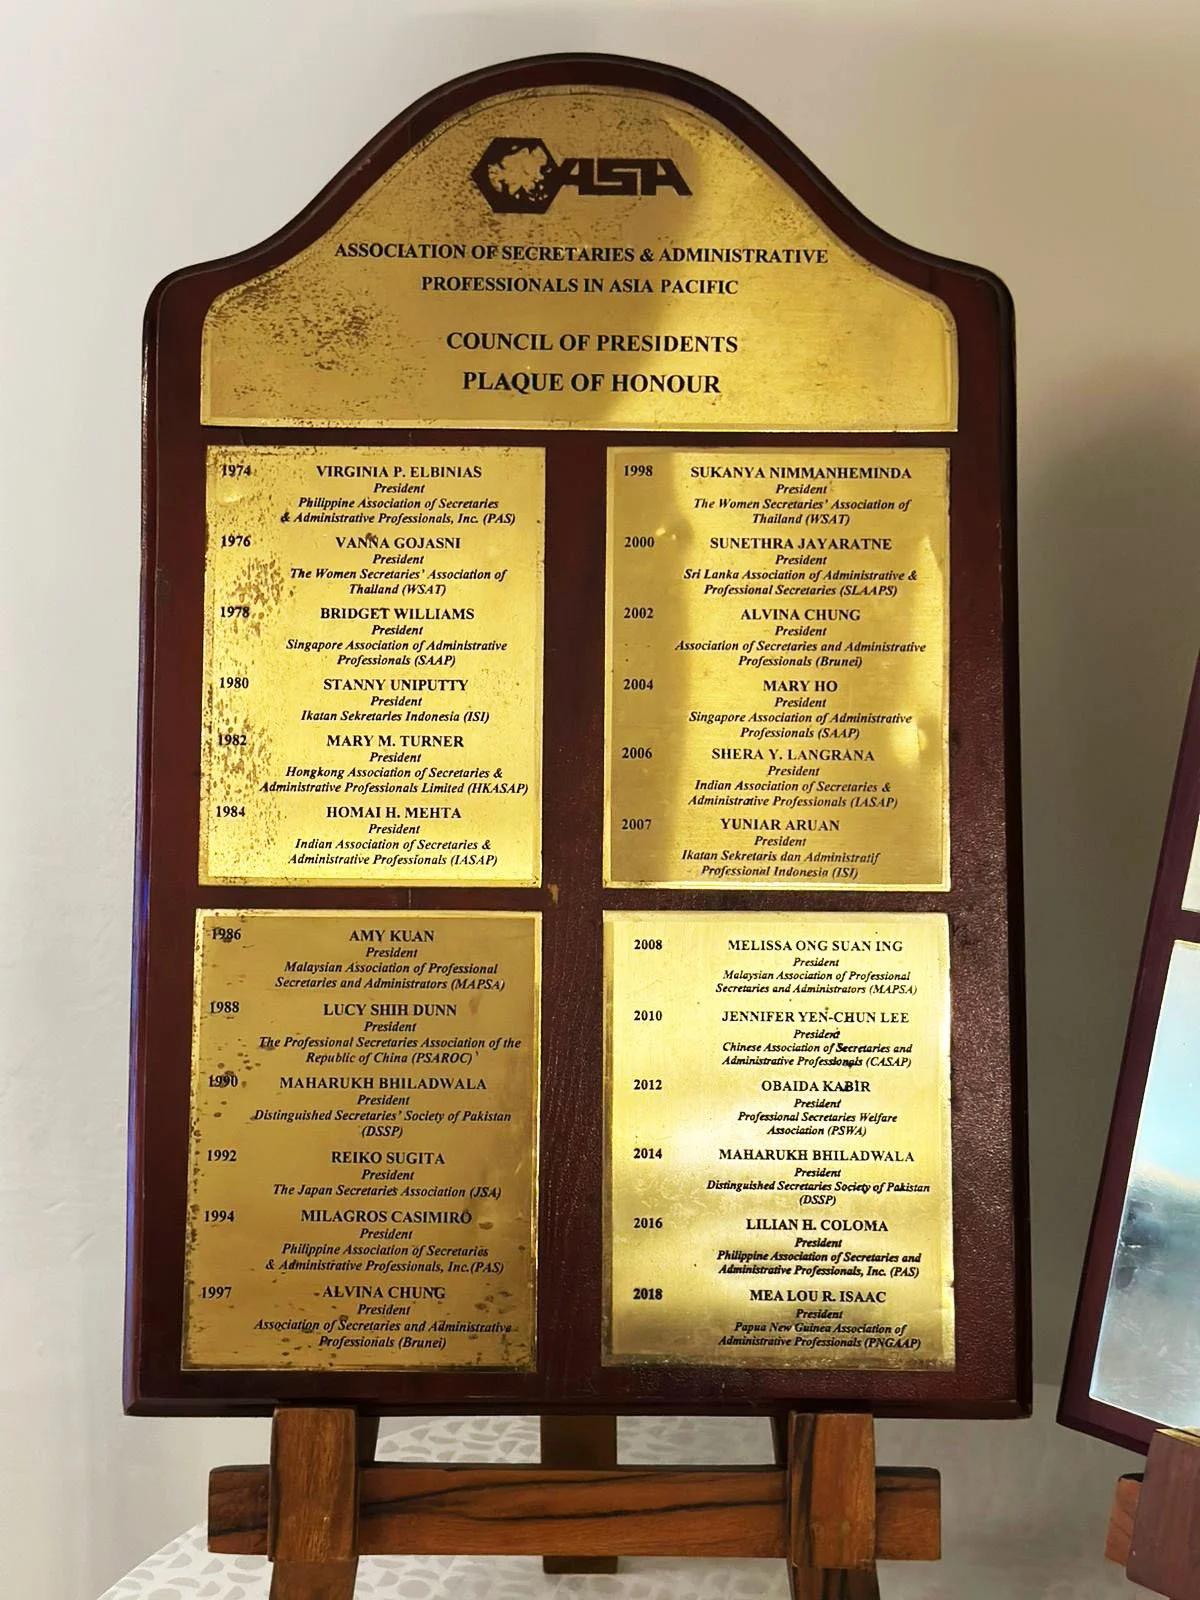 ASA
ASSOCIATION OF SECRETARIES & ADMINISTRATIVE
PROFESSIONALS IN ASIA PACIFIC
COUNCIL OF PRESIDENTS
PLAQUE OF HONOUR
1974 VIRGINIA P. ELBINIAS
President
Philippine Association of Secretaries
& Administrative Professionals, Inc. (PAS)
1976 VANNA GOJASNI
President
The Women Secretaries' Association of
Thailand (WSAT)
1978 BRIDGET WILLIAMS
President
Singapore Association of Administrative
Professionals (SAAP)
1980 STANNY UNIPUTTY
President
Ikatan Sekretaries Indonesia (ISI)
1982 MARY M. TURNER
President
Hongkong Association of Secretaries &
Administrative Professionals Limited (HKASAP)
1984 HOMAI H. MEHTA
President
Indian Association of Secretaries &
Administrative Professionals (IASAP)
1986 AMY KUAN
President
Malaysian Association of Professional
Secretaries and Administrators (MAPSA)
1988 LUCY SHIH DUNN
President
The Professional Secretaries Association of the
Republic of China (PSAROC)
1990 MAHARUKH BHILADWALA
President
Distinguished Secretaries' Society of Pakistan
(DSSP)
1992 REIKO SUGITA
President
The Japan Secretaries Association (JSA)
1994 MILAGROS CASIMIRO
President
Philippine Association of Secretaries
& Administrative Professionals, Inc.(PAS)
1997 ALVINA CHUNG
President
Association of Secretaries and Administrative
Professionals (Brunei)
1998 SUKANYA NIMMANHEMINDA
President
The Women Secretaries' Association of
Thailand (WSAT)
2000 SUNETHRA JAYARATNE
President
Sri Lanka Association of Administrative &
Professional Secretaries (SLAAPS)
2002 ALVINA CHUNG
President
Association of Secretaries and Administrative
Professionals (Brunei)
2004 MARY HO
President
Singapore Association of Administrative
Professionals (SAAP)
2006 SHERA Y. LANGRANA
President
Indian Association of Secretaries &
Administrative Professionals (IASAP)
2007 YUNIAR ARUAN
President
Ikatan Sekretaris dan Administratif
Professional Indonesia (ISI)
2008 MELISSA ONG SUAN ING
President
Malaysian Association of Professional
Secretaries and Administrators (MAPSA)
2010 JENNIFER YEN-CHUN LEE
President
Chinese Association of Secretaries and
Administrative Professionals (CASAP)
2012 OBAIDA KABIR
President
Professional Secretaries Welfare
Association (PSWA)
2014 MAHARUKH BHILADWALA
President
Distinguished Secretaries Society of Pakistan
(DSSP)
2016 LILIAN H. COLOMA
President
Philippine Association of Secretaries and
Administrative Professionals, Inc. (PAS)
2018 MEA LOU R. ISAAC
President
Papua New Guinea Association of
Administrative Professionals (PNGAAP)